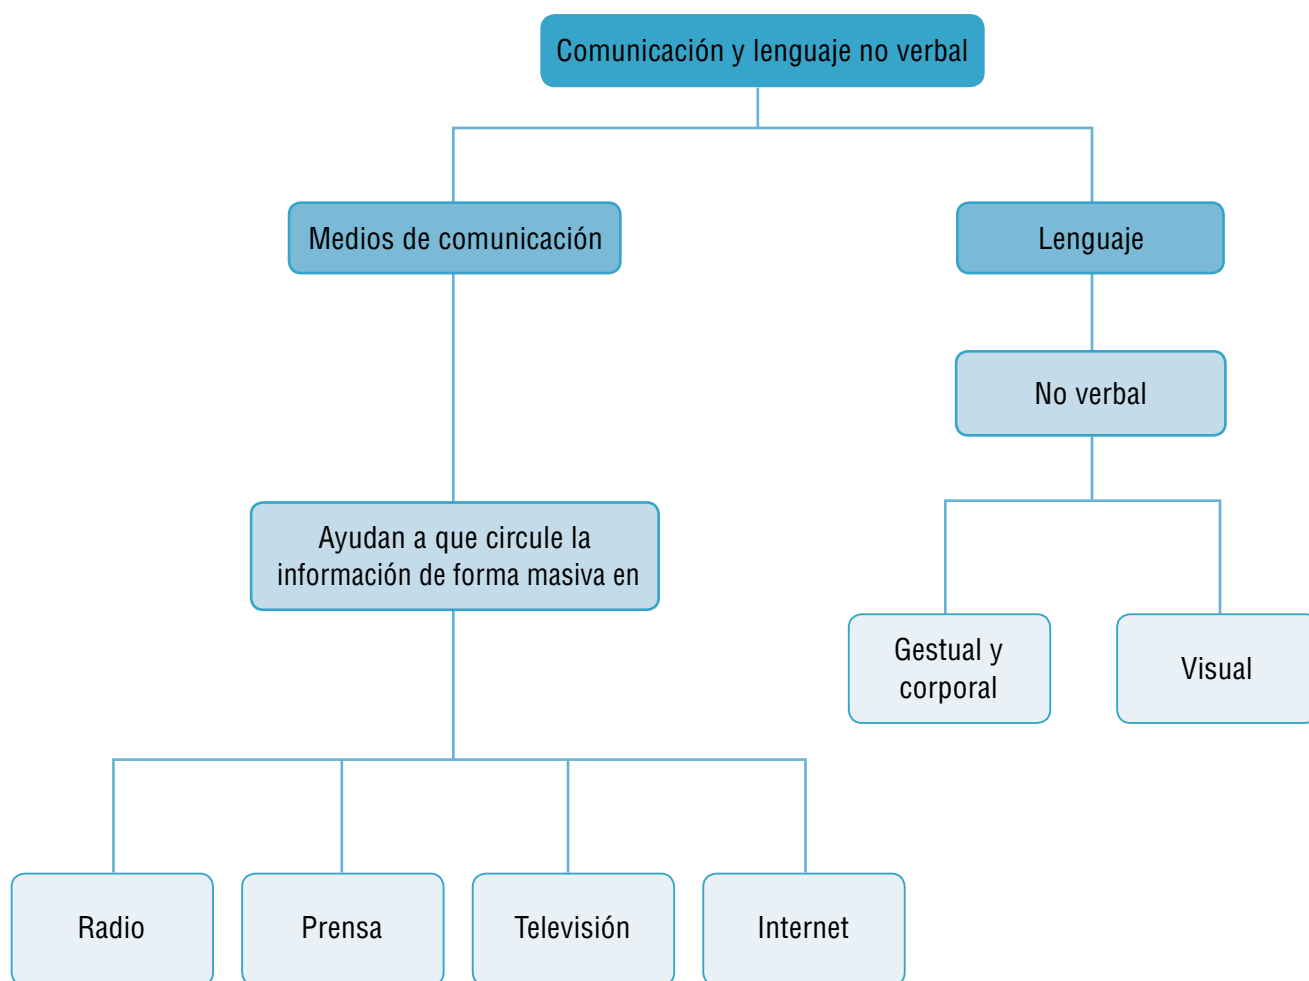 Comunicación y lenguaje no verbal
Medios de comunicación
Lenguaje
No verbal
Ayudan a que circule la
información de forma masiva en
Gestual y
corporal
Visual
Radio
Prensa
Televisión
Internet